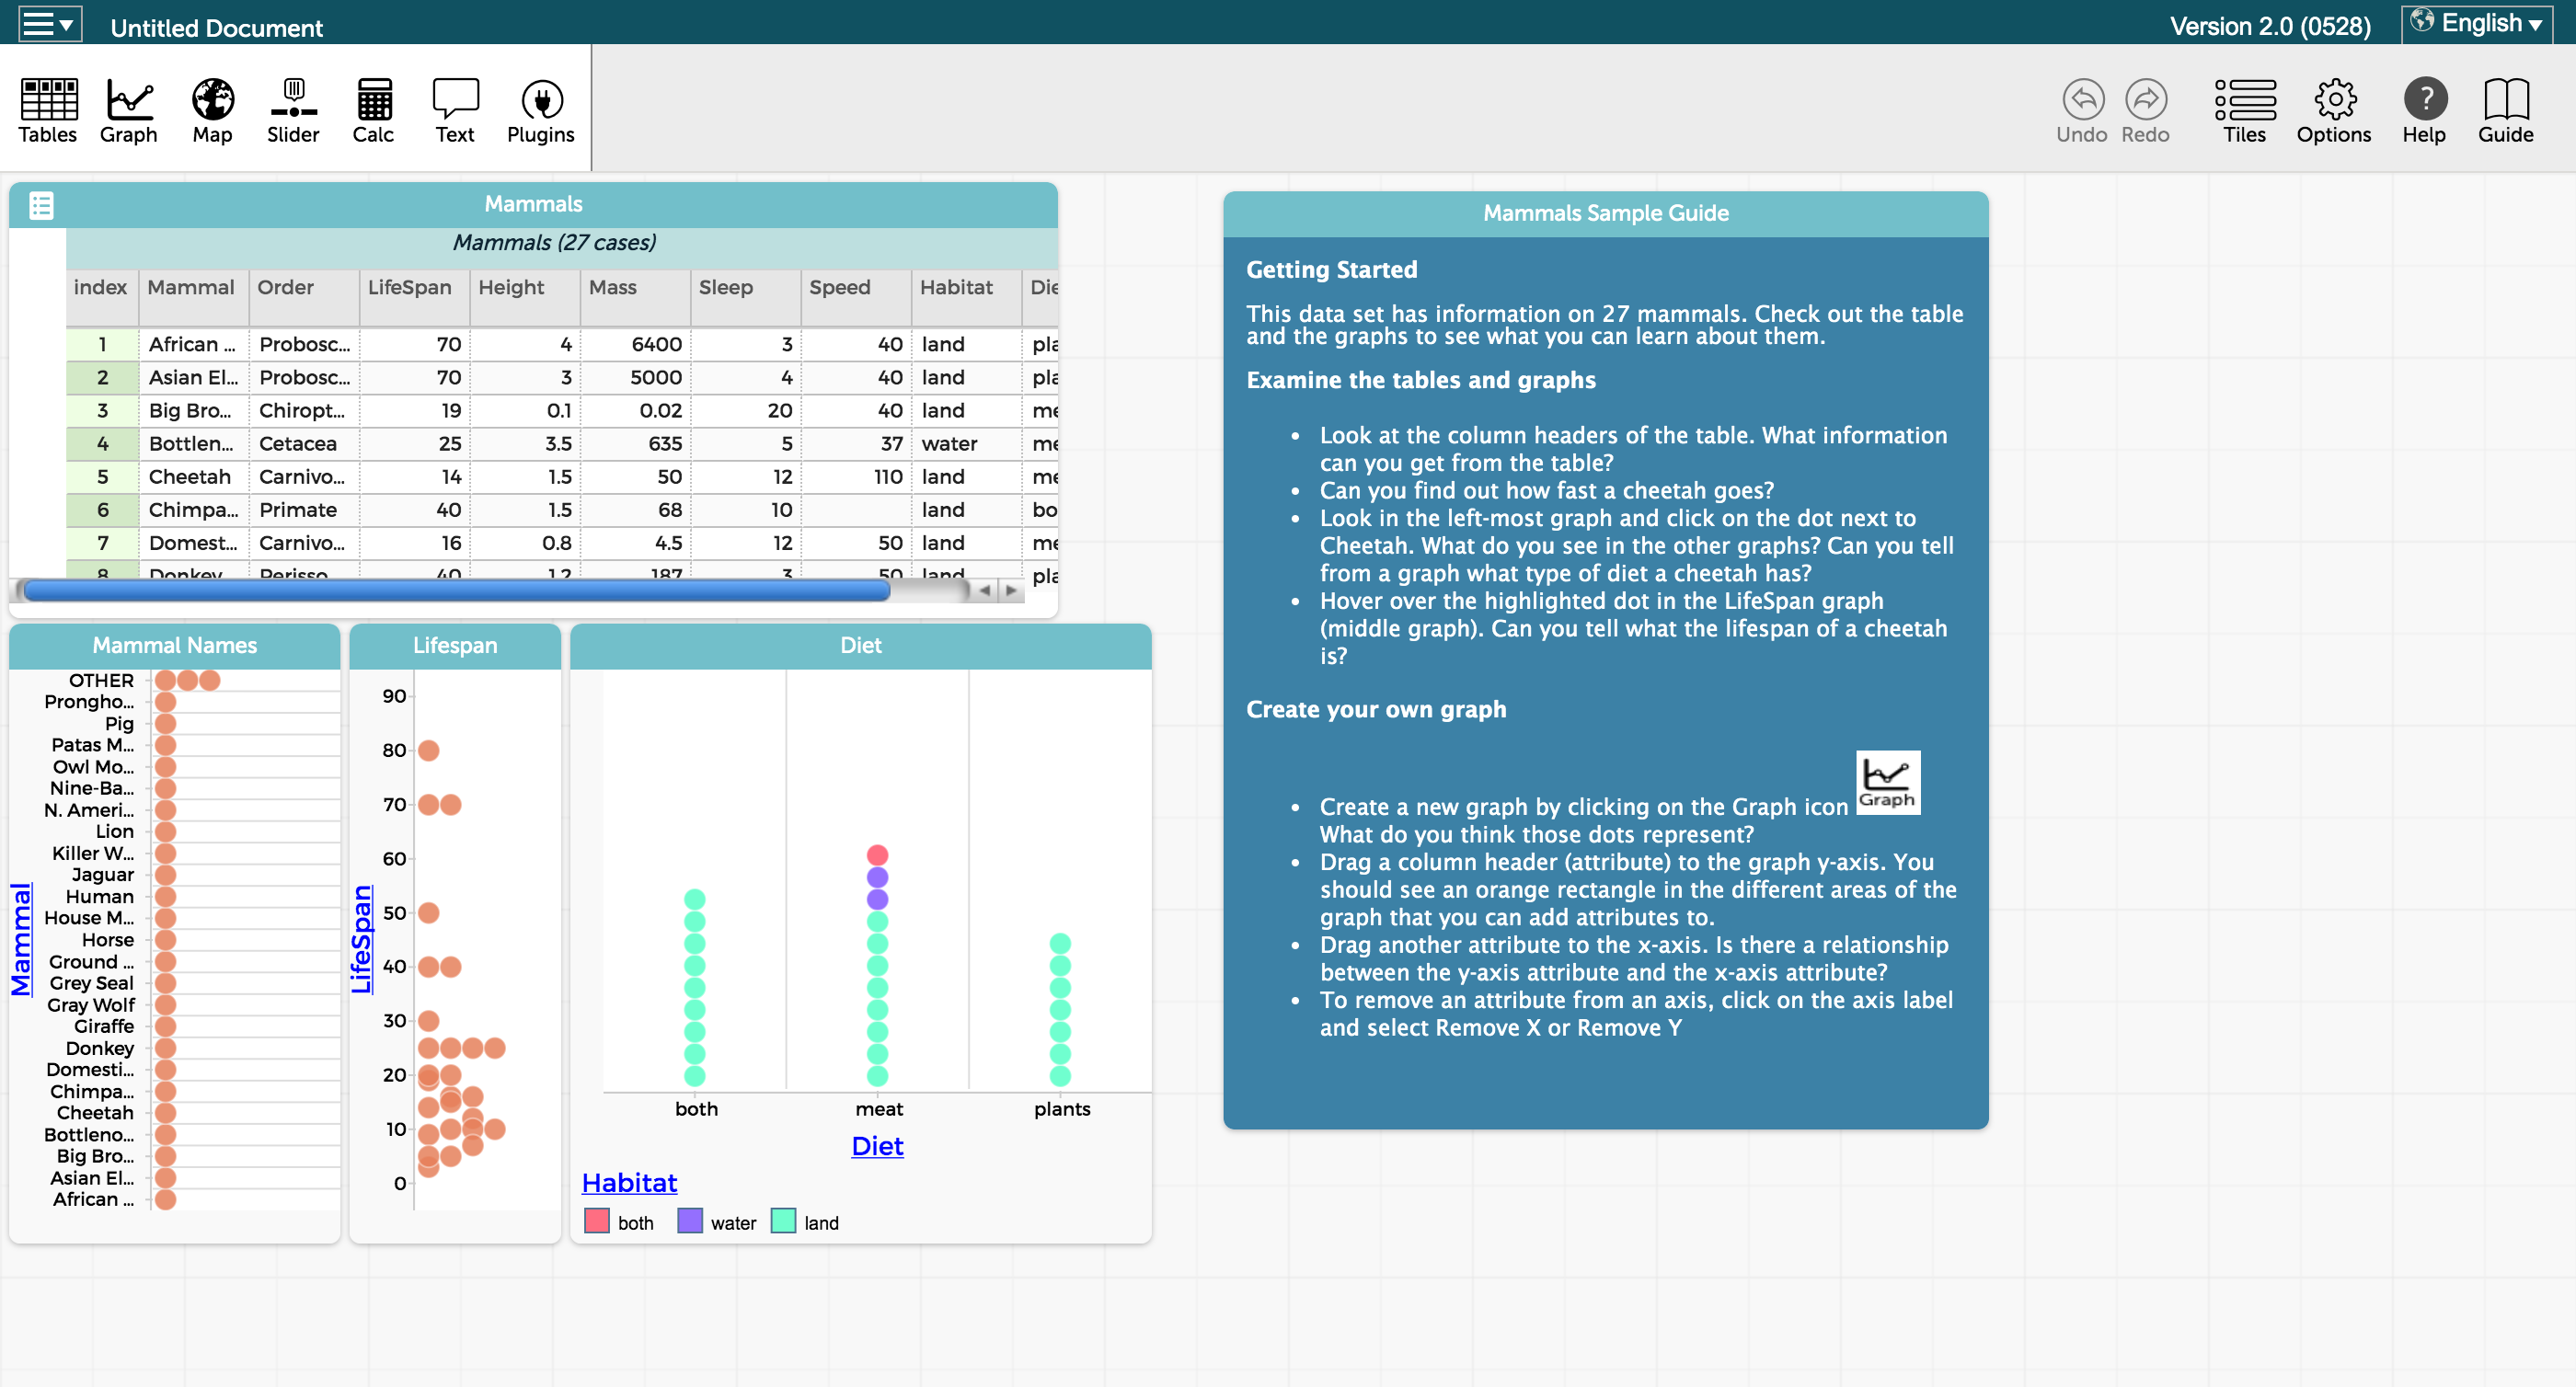 Untitled Document
Version 2.0 (0528)
English
Tables Graph Map Slider Calc Text Plugins
Undo Redo Tiles Options Help Guide
Mammals
Mammals (27 cases)
index Mammal Order LifeSpan Height Mass Sleep Speed Habitat Die
1 African ... Probosc... 70 4 6400 3 40 land pla
2 Asian El... Probosc... 70 3 5000 4 40 land pla
3 Big Bro... Chiropt... 19 0.1 0.02 20 40 land me
4 Bottlen... Cetacea 25 3.5 635 5 37 water me
5 Cheetah Carnivo... 14 1.5 50 12 110 land me
6 Chimpa... Primate 40 1.5 68 10 land bo
7 Domest... Carnivo... 16 0.8 4.5 12 50 land me
8 Donkey Perisso 40 1.2 187 3 50 land pla
Mammal Names
OTHER
Prongho...
Pig
Patas M...
Owl Mo...
Nine-Ba...
N. Ameri...
Lion
Killer W...
Jaguar
Human
House M...
Horse
Ground ...
Grey Seal
Gray Wolf
Giraffe
Donkey
Domesti...
Chimpa...
Cheetah
Bottleno...
Big Bro...
Asian El...
African ...
Mammal
Lifespan
90
80
70
60
50
40
30
20
10
0
LifeSpan
Diet
both meat plants
Diet
Habitat
both water land
Mammals Sample Guide
Getting Started
This data set has information on 27 mammals. Check out the table
and the graphs to see what you can learn about them.
Examine the tables and graphs
• Look at the column headers of the table. What information
can you get from the table?
• Can you find out how fast a cheetah goes?
• Look in the left-most graph and click on the dot next to
Cheetah. What do you see in the other graphs? Can you tell
from a graph what type of diet a cheetah has?
• Hover over the highlighted dot in the LifeSpan graph
(middle graph). Can you tell what the lifespan of a cheetah
is?
Create your own graph
• Create a new graph by clicking on the Graph icon Graph
What do you think those dots represent?
• Drag a column header (attribute) to the graph y-axis. You
should see an orange rectangle in the different areas of the
graph that you can add attributes to.
• Drag another attribute to the x-axis. Is there a relationship
between the y-axis attribute and the x-axis attribute?
• To remove an attribute from an axis, click on the axis label
and select Remove X or Remove Y